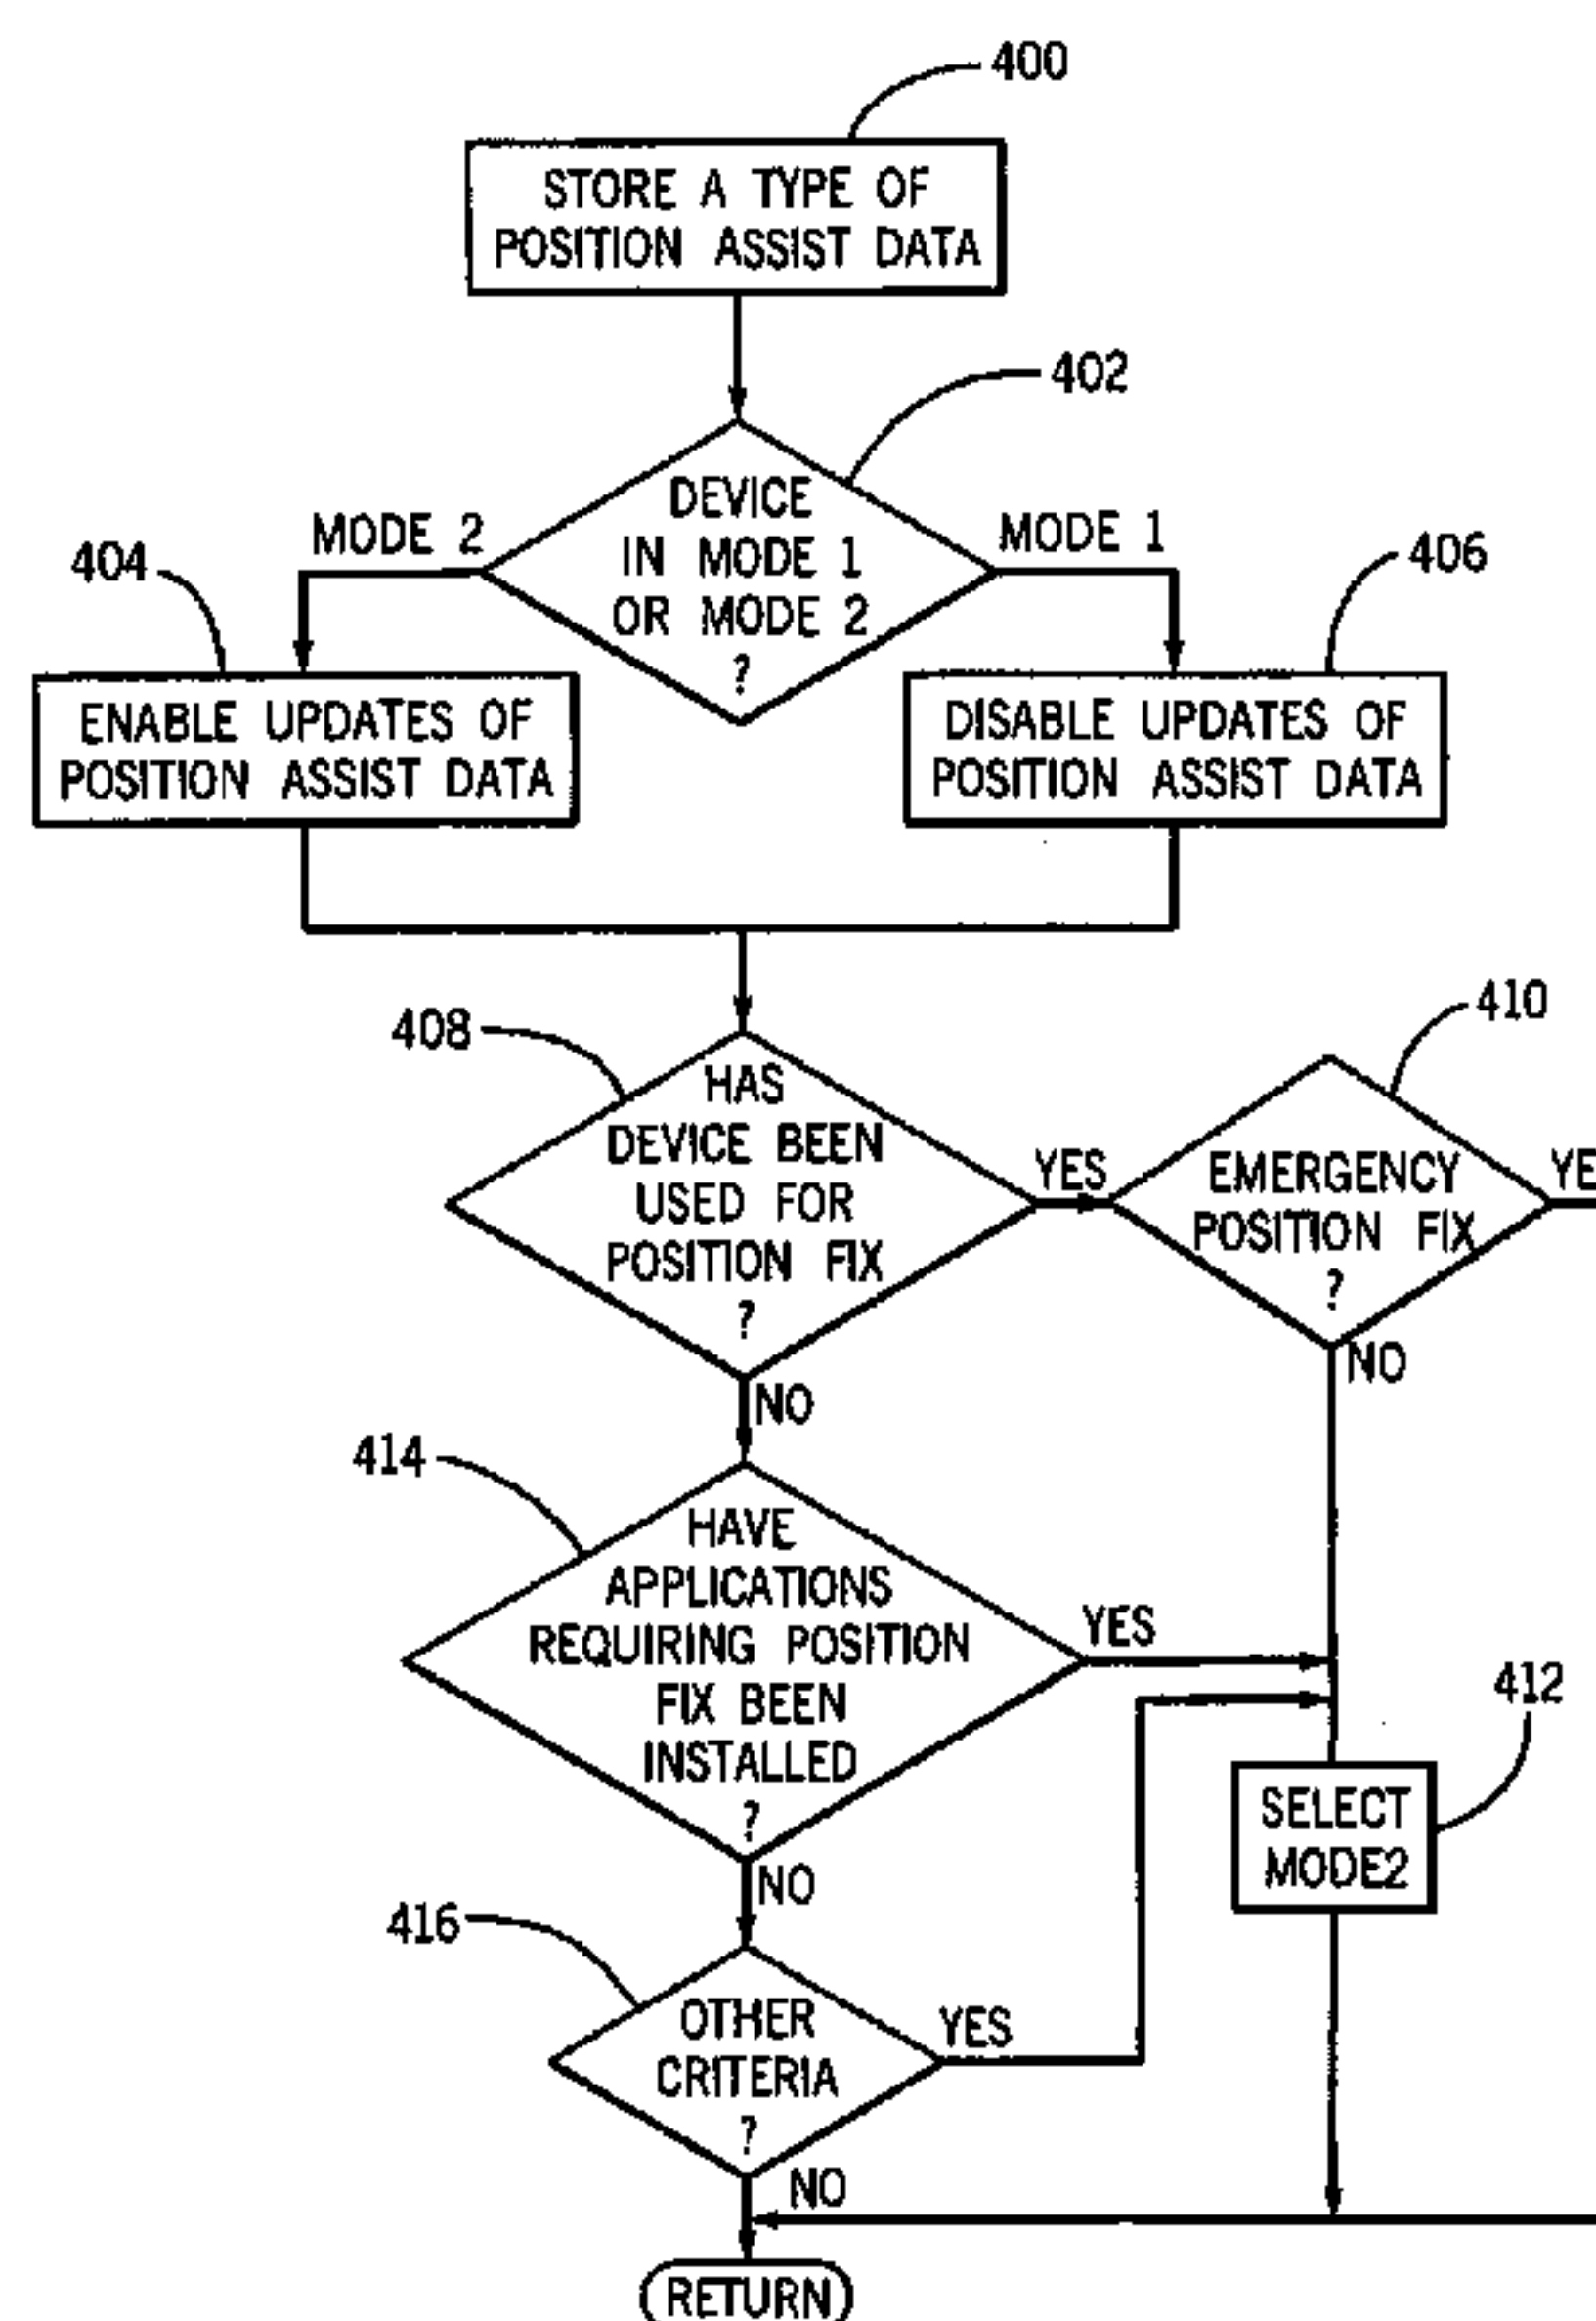 400
STORE A TYPE OF
POSITION ASSIST DATA
402
DEVICE
IN MODE 1
OR MODE 2
?
MODE 2
MODE 1
404
406
ENABLE UPDATES OF
POSITION ASSIST DATA
DISABLE UPDATES OF
POSITION ASSIST DATA
408
410
HAS
DEVICE BEEN
USED FOR
POSITION FIX
?
YES
EMERGENCY
POSITION FIX
?
YE
NO
NO
414
HAVE
APPLICATIONS
REQUIRING POSITION
FIX BEEN
INSTALLED
?
YES
412
SELECT
MODE2
NO
416
OTHER
CRITERIA
?
YES
NO
RETURN